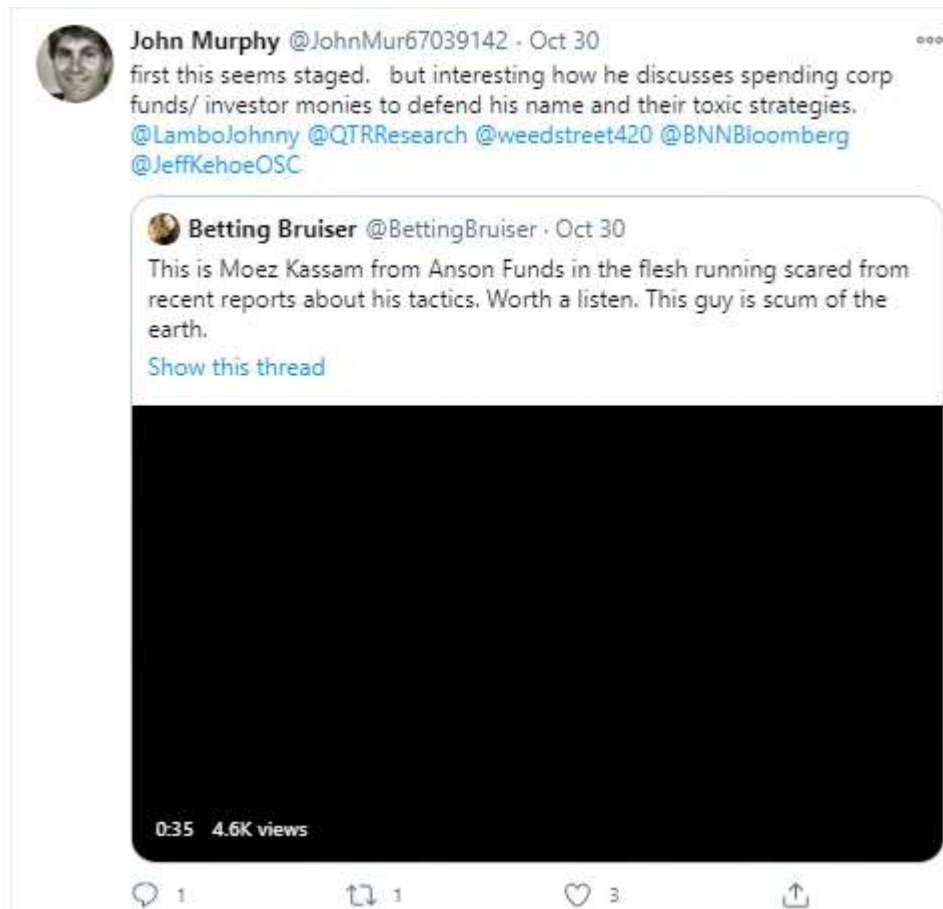 John Murphy @JohnMur67039142 · Oct 30
first this seems staged. but interesting how he discusses spending corp
funds/ investor monies to defend his name and their toxic strategies.
@LamboJohnny @QTRResearch @weedstreet420 @BNNBloomberg
@JeffKehoeOSC
Betting Bruiser @BettingBruiser · Oct 30
This is Moez Kassam from Anson Funds in the flesh running scared from
recent reports about his tactics. Worth a listen. This guy is scum of the
earth.
Show this thread
0:35 4.6K views
1 1 3